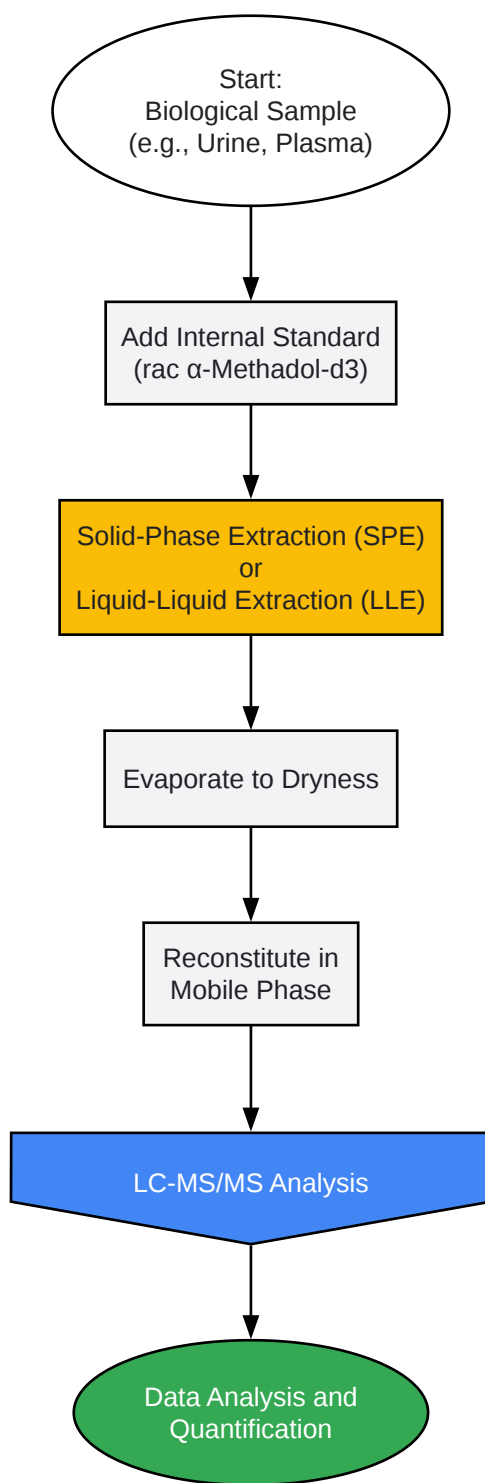 Start:
Biological Sample
(e.g., Urine, Plasma)
Add Internal Standard
(rac α-Methadol-d3)
Solid-Phase Extraction (SPE)
or
Liquid-Liquid Extraction (LLE)
Evaporate to Dryness
Reconstitute in
Mobile Phase
LC-MS/MS Analysis
Data Analysis and
Quantification